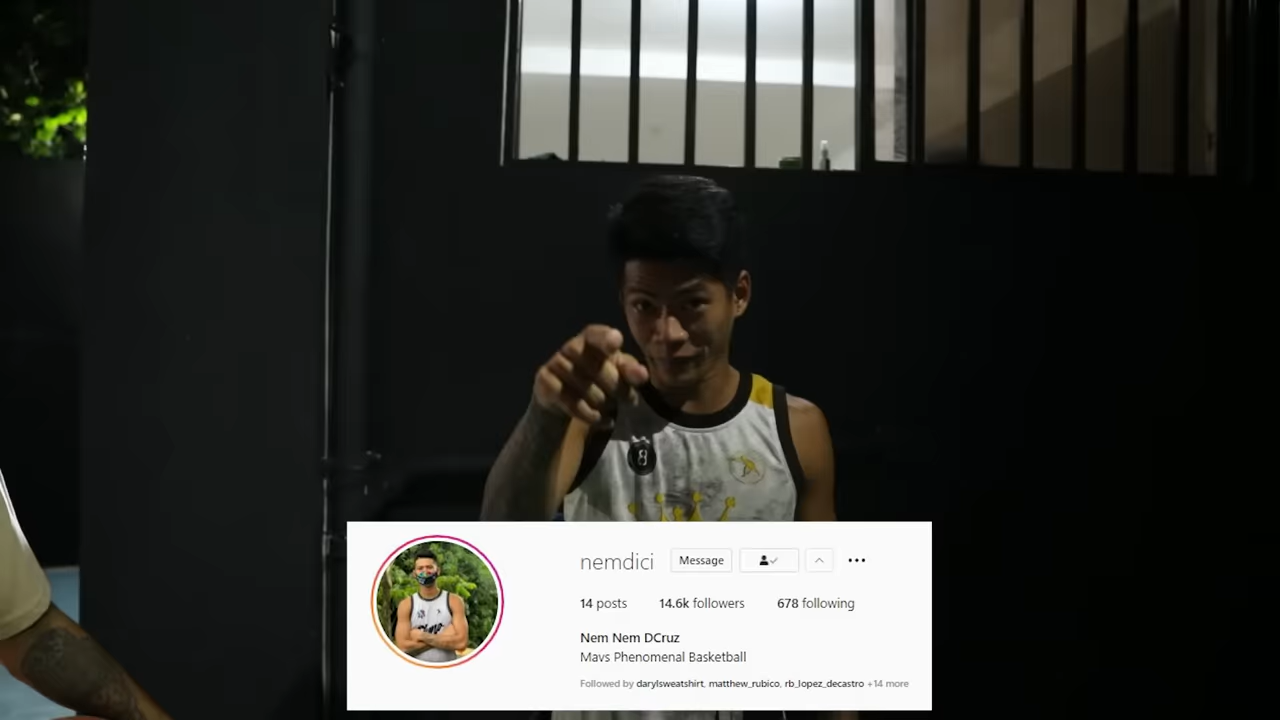 8
nemdici Message
14 posts 14.6k followers 678 following
Nem Nem DCruz
Mavs Phenomenal Basketball
Followed by darylsweatshirt, matthew_rubico, rb_lopez_decastro +14 more